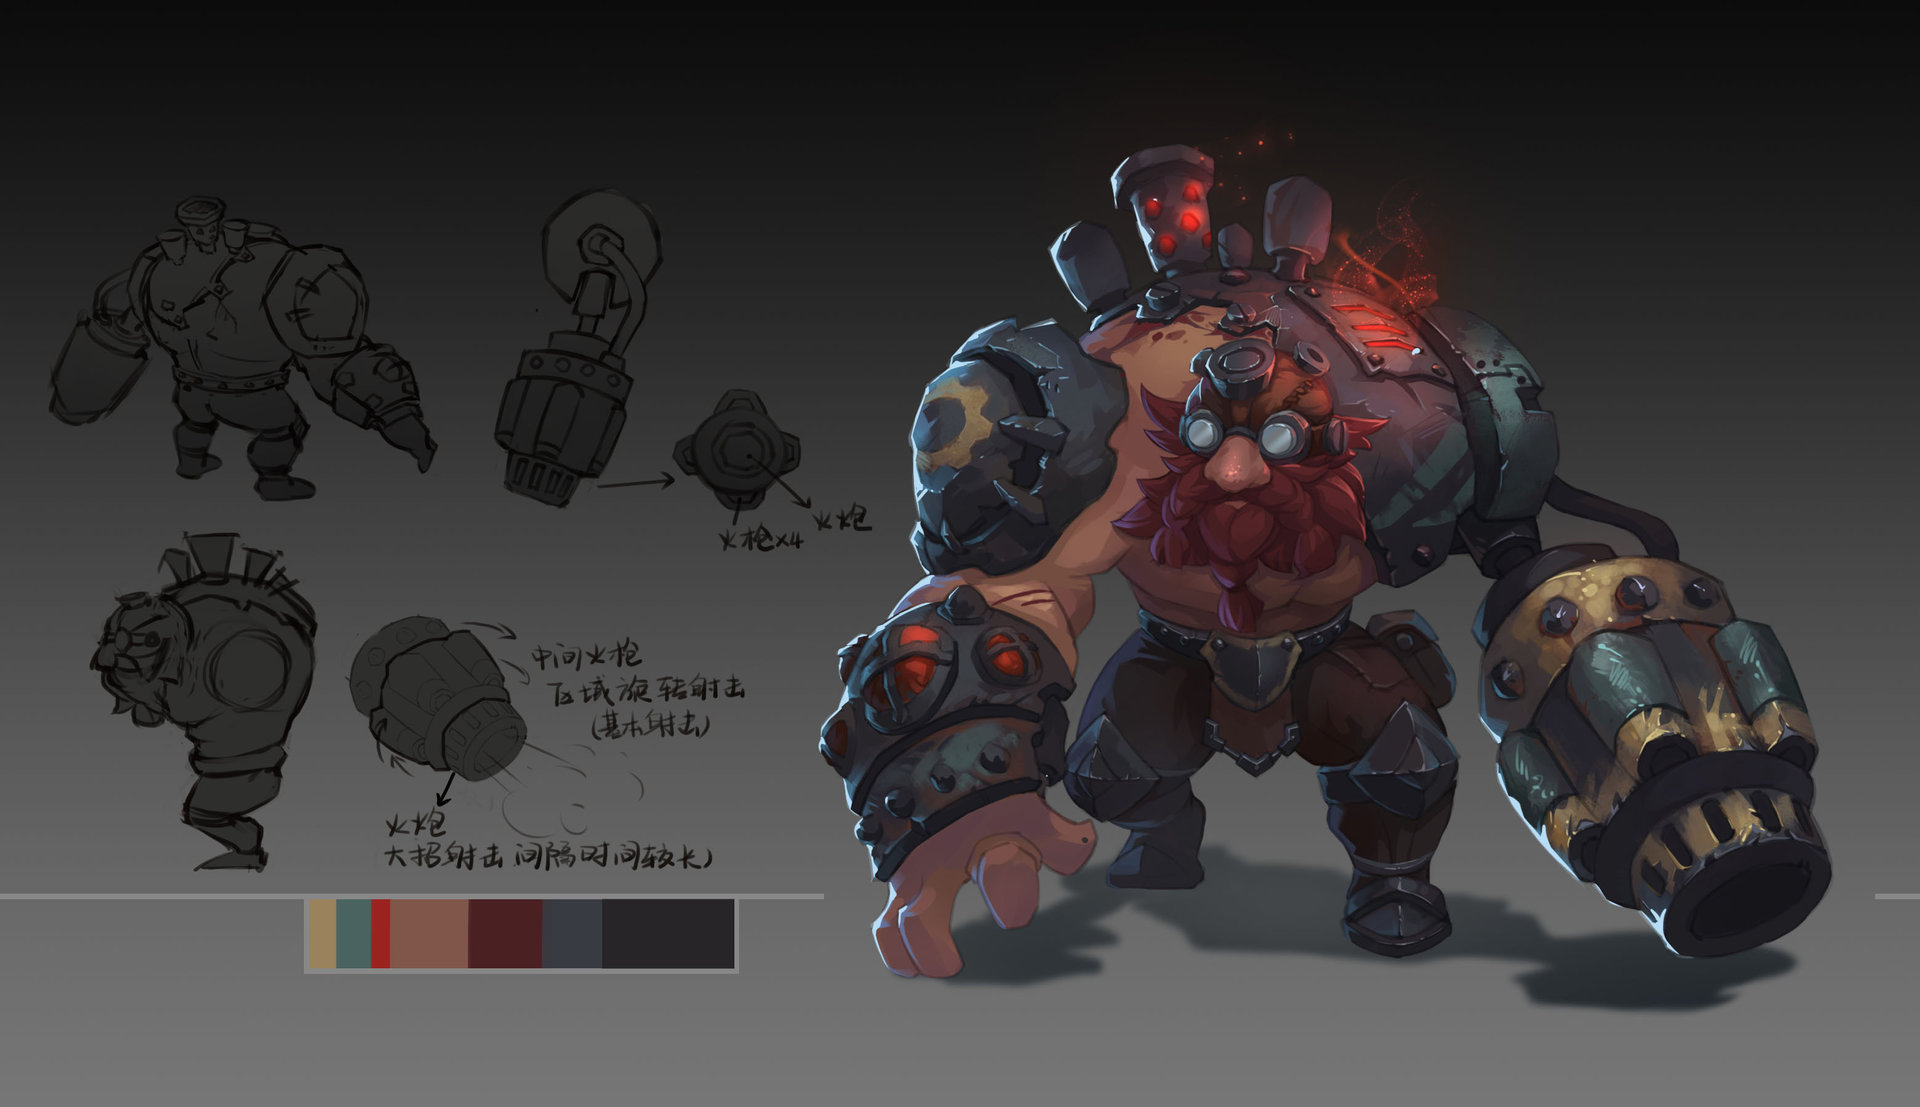 火炮
火枪x4
中间火枪
区域旋转射击
(基本射击)
火炮
大招射击 间隔时间较长)